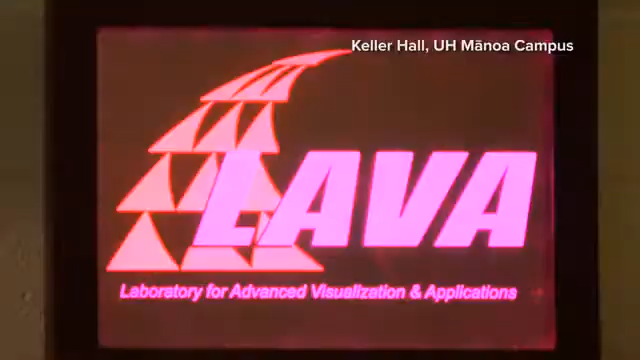 Keller Hall, UH Mānoa Campus
LAVA
Laboratory for Advanced Visualization & Applications